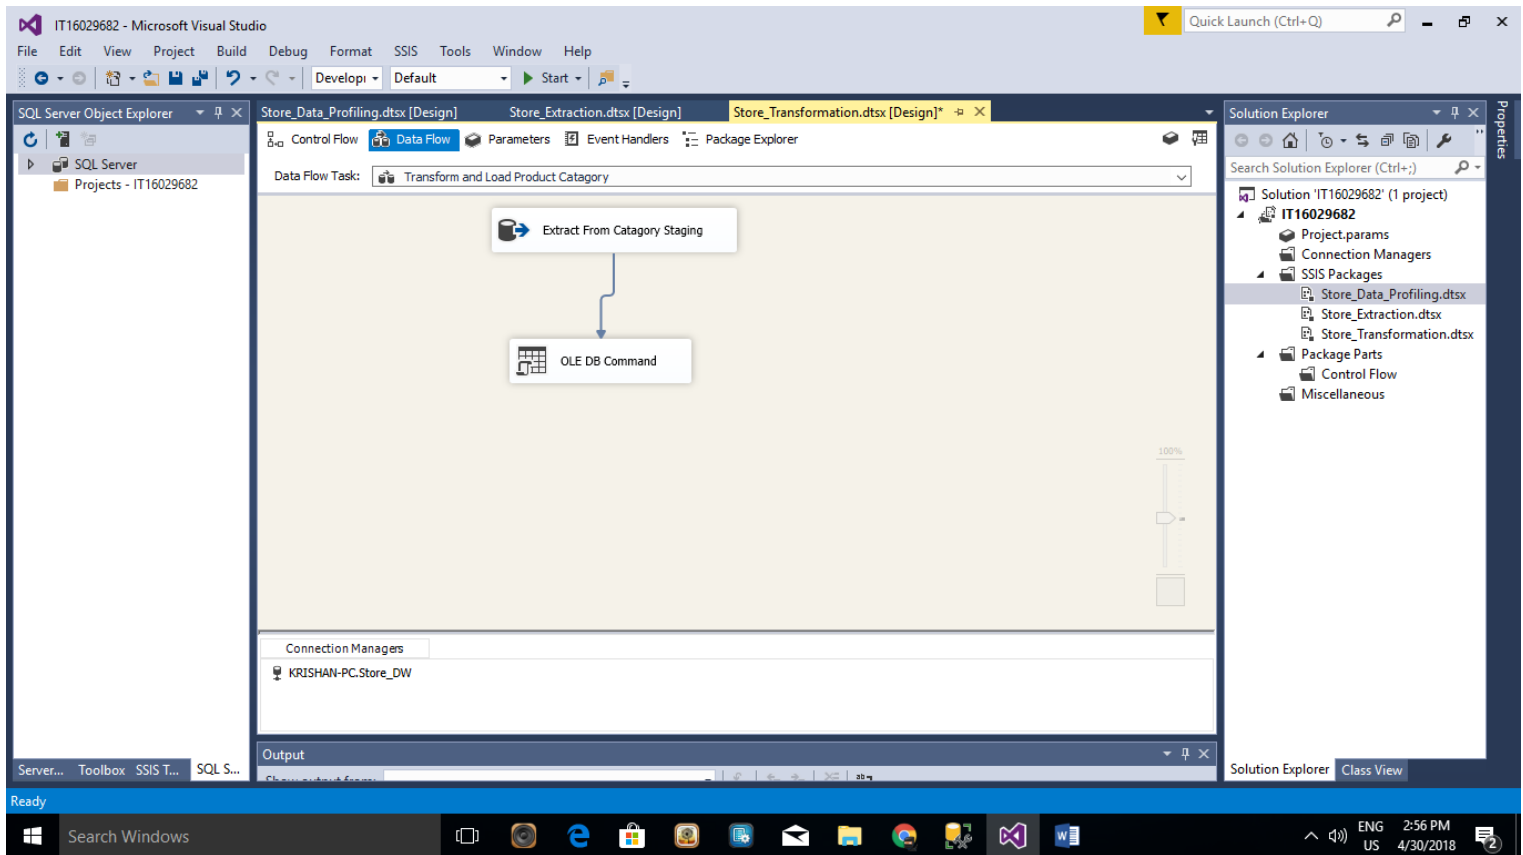 IT16029682 - Microsoft Visual Studio
Quick Launch (Ctrl+Q)
File Edit View Project Build Debug Format SSIS Tools Window Help
Developi Default Start
SQL Server Object Explorer
Store_Data_Profiling.dtsx [Design] Store_Extraction.dtsx [Design] Store_Transformation.dtsx [Design]*
Solution Explorer
Properties
Control Flow Data Flow Parameters Event Handlers Package Explorer
SQL Server
Projects - IT16029682
Data Flow Task: Transform and Load Product Catagory
Search Solution Explorer (Ctrl+;)
Solution 'IT16029682' (1 project)
IT16029682
Project.params
Connection Managers
SSIS Packages
Store_Data_Profiling.dtsx
Store_Extraction.dtsx
Store_Transformation.dtsx
Package Parts
Control Flow
Miscellaneous
Extract From Catagory Staging
OLE DB Command
100%
Connection Managers
KRISHAN-PC.Store_DW
Output
Show output from:
Server... Toolbox SSIS T... SQL S...
Solution Explorer Class View
Ready
Search Windows
ENG
US
2:56 PM
4/30/2018
2